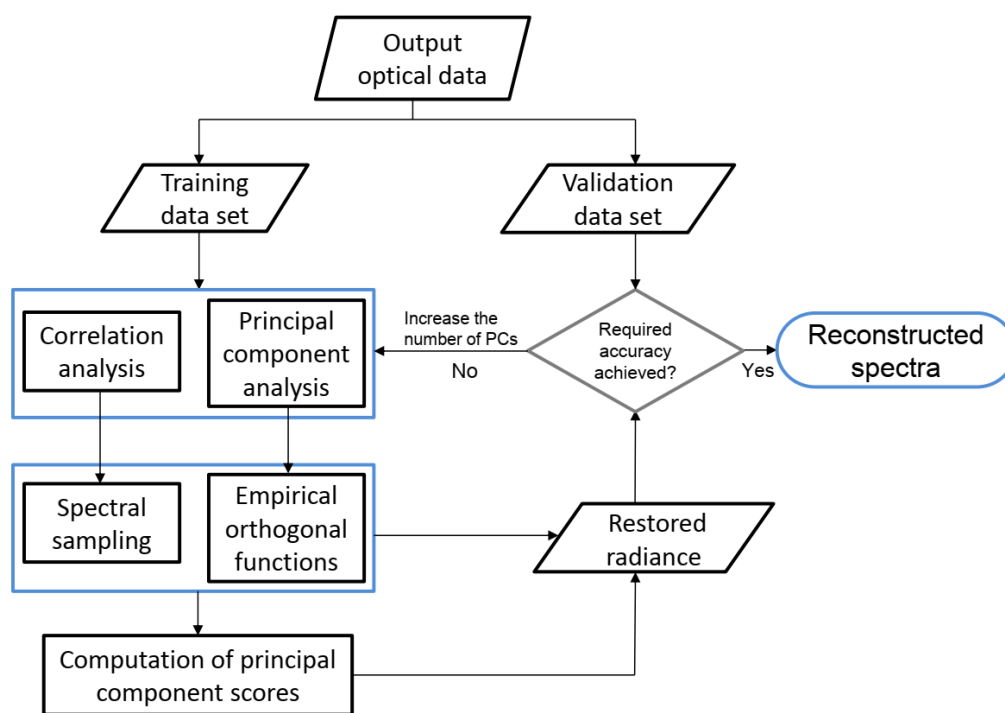 Output
optical data
Training
data set
Validation
data set
Correlation
analysis
Principal
component
analysis
Increase the
number of PCs
No
Required
accuracy
achieved?
Yes
Reconstructed
spectra
Spectral
sampling
Empirical
orthogonal
functions
Restored
radiance
Computation of principal
component scores